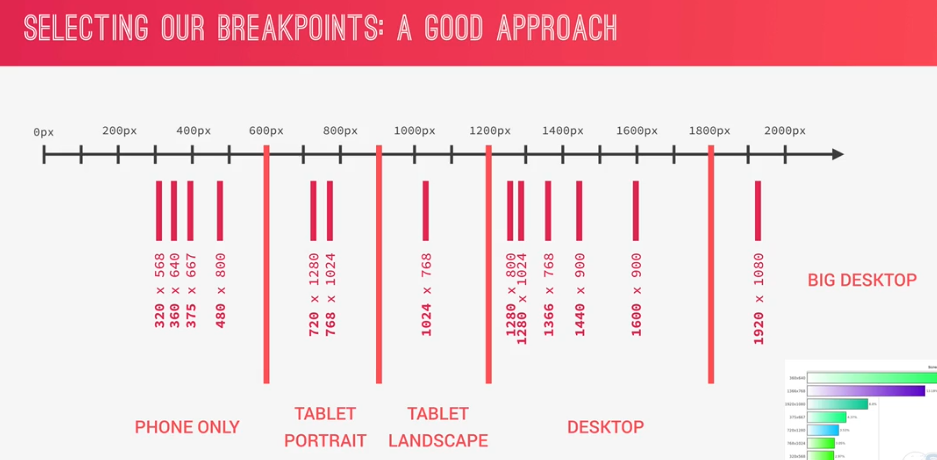 SELECTING OUR BREAKPOINTS: A GOOD APPROACH
0px 200px 400px 600px 800px 1000px 1200px 1400px 1600px 1800px 2000px
320 x 568
360 x 640
375 x 667
480 x 800
720 x 1280
768 x 1024
1024 x 768
1280 x 800
1280 x 1024
1366 x 768
1440 x 900
1600 x 900
1920 x 1080
BIG DESKTOP
PHONE ONLY
TABLET
PORTRAIT
TABLET
LANDSCAPE
DESKTOP